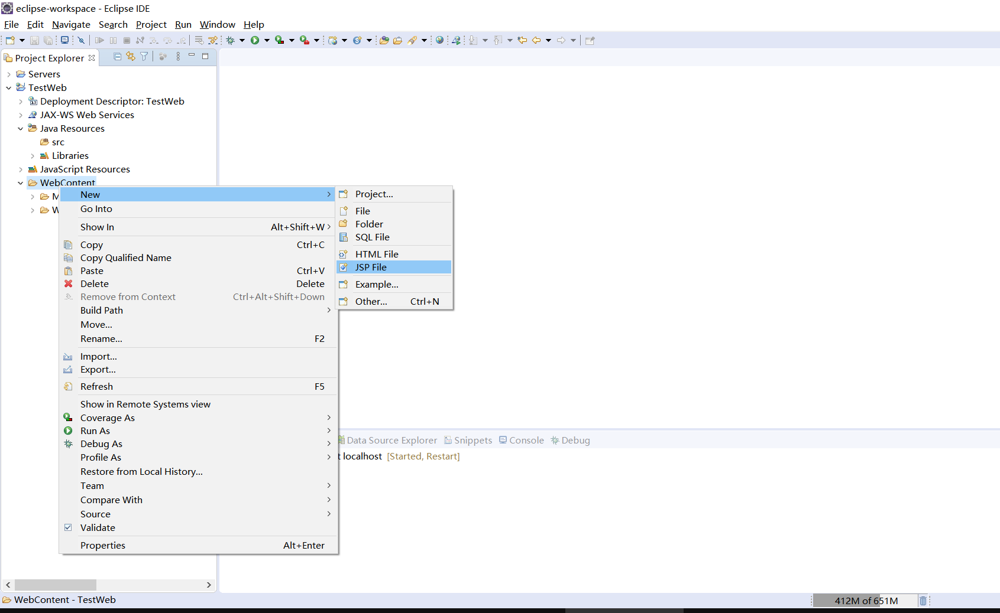 eclipse-workspace - Eclipse IDE
File Edit Navigate Search Project Run Window Help
Project Explorer
Servers
TestWeb
Deployment Descriptor: TestWeb
JAX-WS Web Services
Java Resources
src
Libraries
JavaScript Resources
WebContent
M
W
New
Go Into
Show In Alt+Shift+W
Copy Ctrl+C
Copy Qualified Name
Paste Ctrl+V
Delete Delete
Remove from Context Ctrl+Alt+Shift+Down
Build Path
Move...
Rename... F2
Import...
Export...
Refresh F5
Show in Remote Systems view
Coverage As
Run As
Debug As
Profile As
Restore from Local History...
Team
Compare With
Source
Validate
Properties Alt+Enter
Project...
File
Folder
SQL File
HTML File
JSP File
Example...
Other... Ctrl+N
Data Source Explorer Snippets Console Debug
t localhost [Started, Restart]
WebContent - TestWeb
412M of 651M